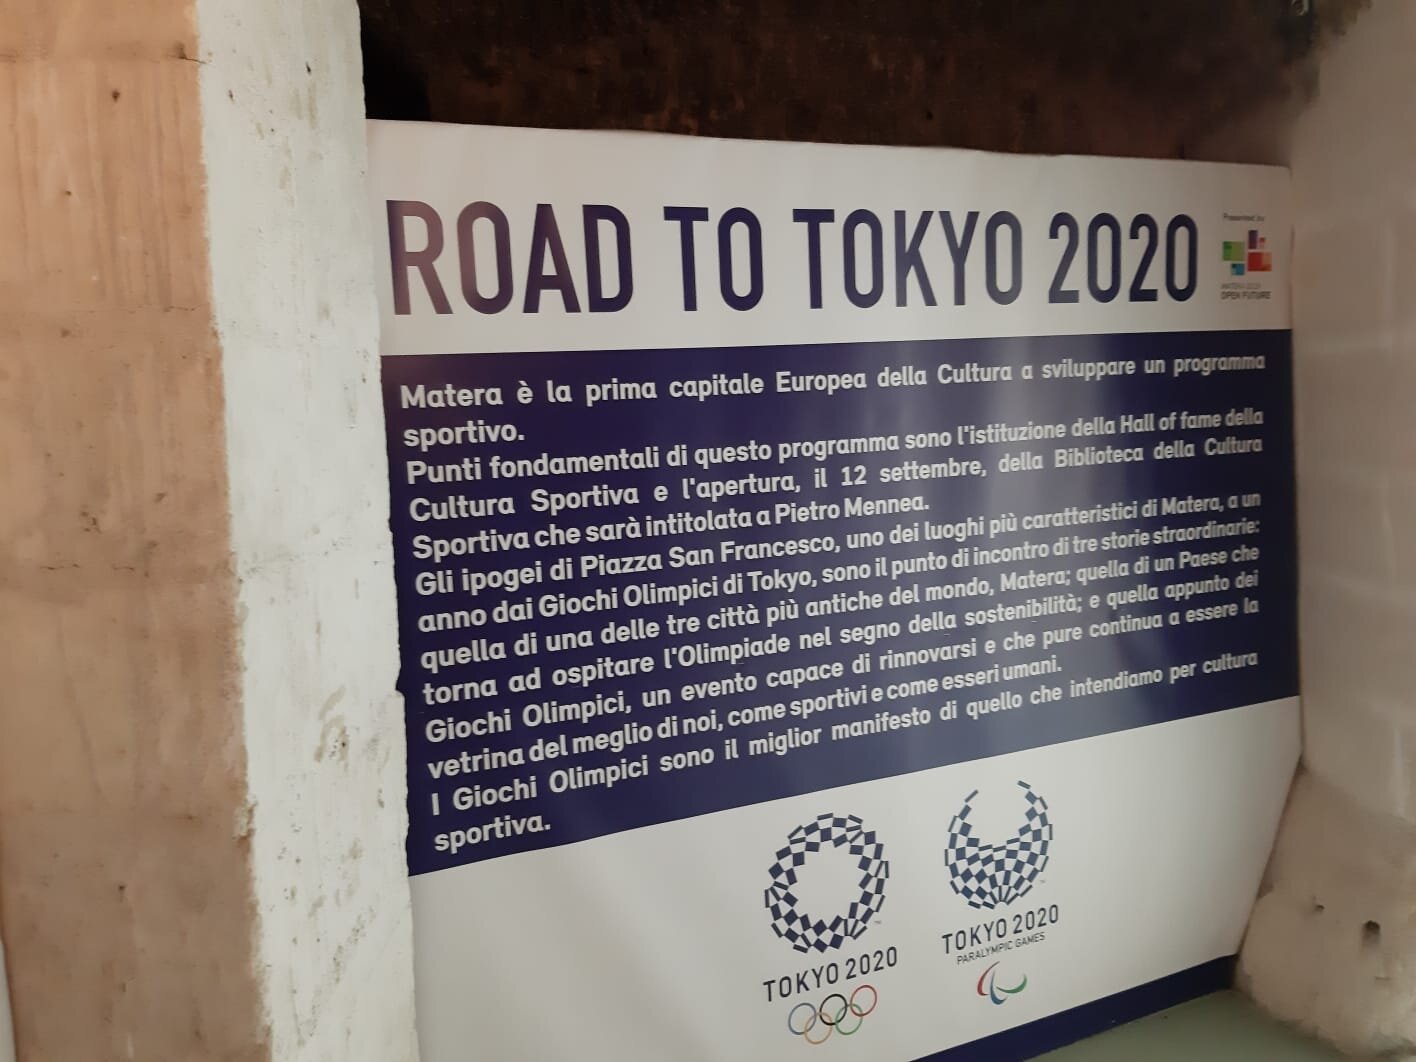 ROAD TO TOKYO 2020
Presented by
MATERA 2019
OPEN FUTURE
Matera è la prima capitale Europea della Cultura a sviluppare un programma
sportivo.
Punti fondamentali di questo programma sono l'istituzione della Hall of fame della
Cultura Sportiva e l'apertura, il 12 settembre, della Biblioteca della Cultura
Sportiva che sarà intitolata a Pietro Mennea.
Gli ipogei di Piazza San Francesco, uno dei luoghi più caratteristici di Matera, a un
anno dai Giochi Olimpici di Tokyo, sono il punto di incontro di tre storie straordinarie:
quella di una delle tre città più antiche del mondo, Matera; quella di un Paese che
torna ad ospitare l'Olimpiade nel segno della sostenibilità; e quella appunto dei
Giochi Olimpici, un evento capace di rinnovarsi e che pure continua a essere la
vetrina del meglio di noi, come sportivi e come esseri umani.
I Giochi Olimpici sono il miglior manifesto di quello che intendiamo per cultura
sportiva.
TOKYO 2020
TOKYO 2020
PARALYMPIC GAMES